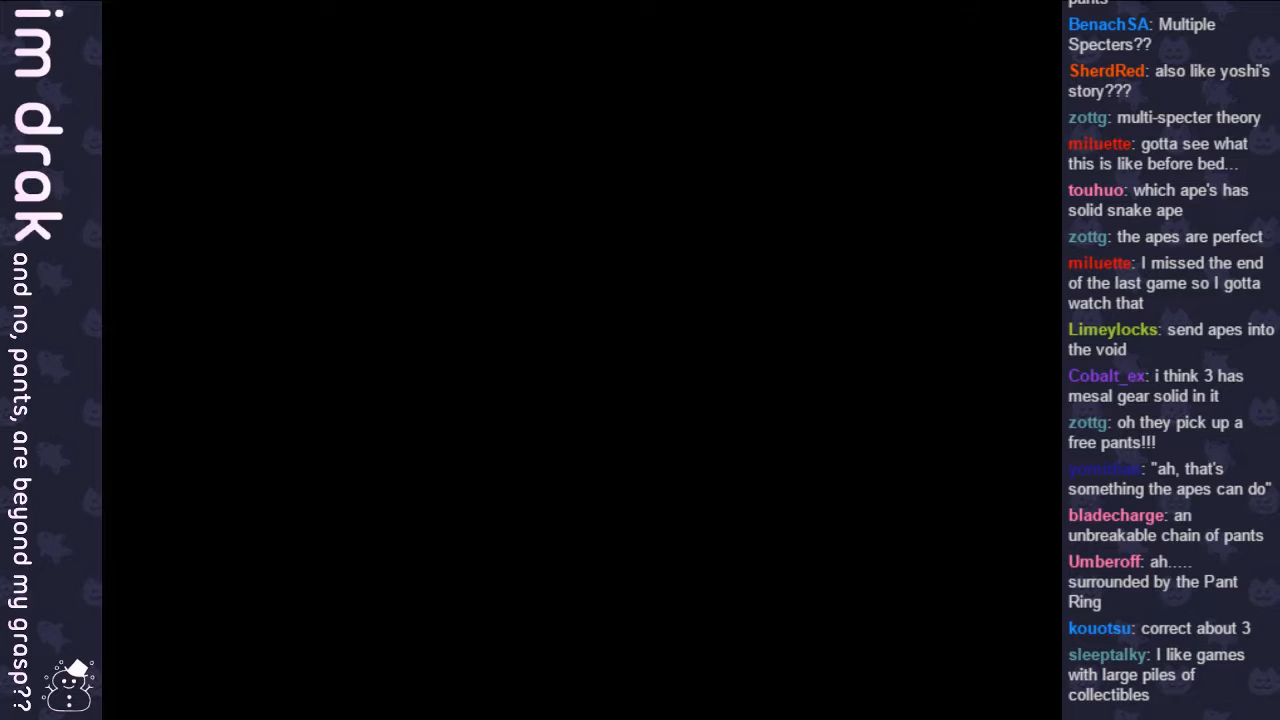 im drak
and no, pants, are beyond my grasp??
pants
BenachSA: Multiple
Specters??
SherdRed: also like yoshi's
story???
zottg: multi-specter theory
miluette: gotta see what
this is like before bed...
touhuo: which ape's has
solid snake ape
zottg: the apes are perfect
miluette: I missed the end
of the last game so I gotta
watch that
Limeylocks: send apes into
the void
Cobalt_ex: i think 3 has
mesal gear solid in it
zottg: oh they pick up a
free pants!!!
: "ah, that's
something the apes can do"
bladecharge: an
unbreakable chain of pants
Umberoff: ah.....
surrounded by the Pant
Ring
kouotsu: correct about 3
sleeptalky: I like games
with large piles of
collectibles